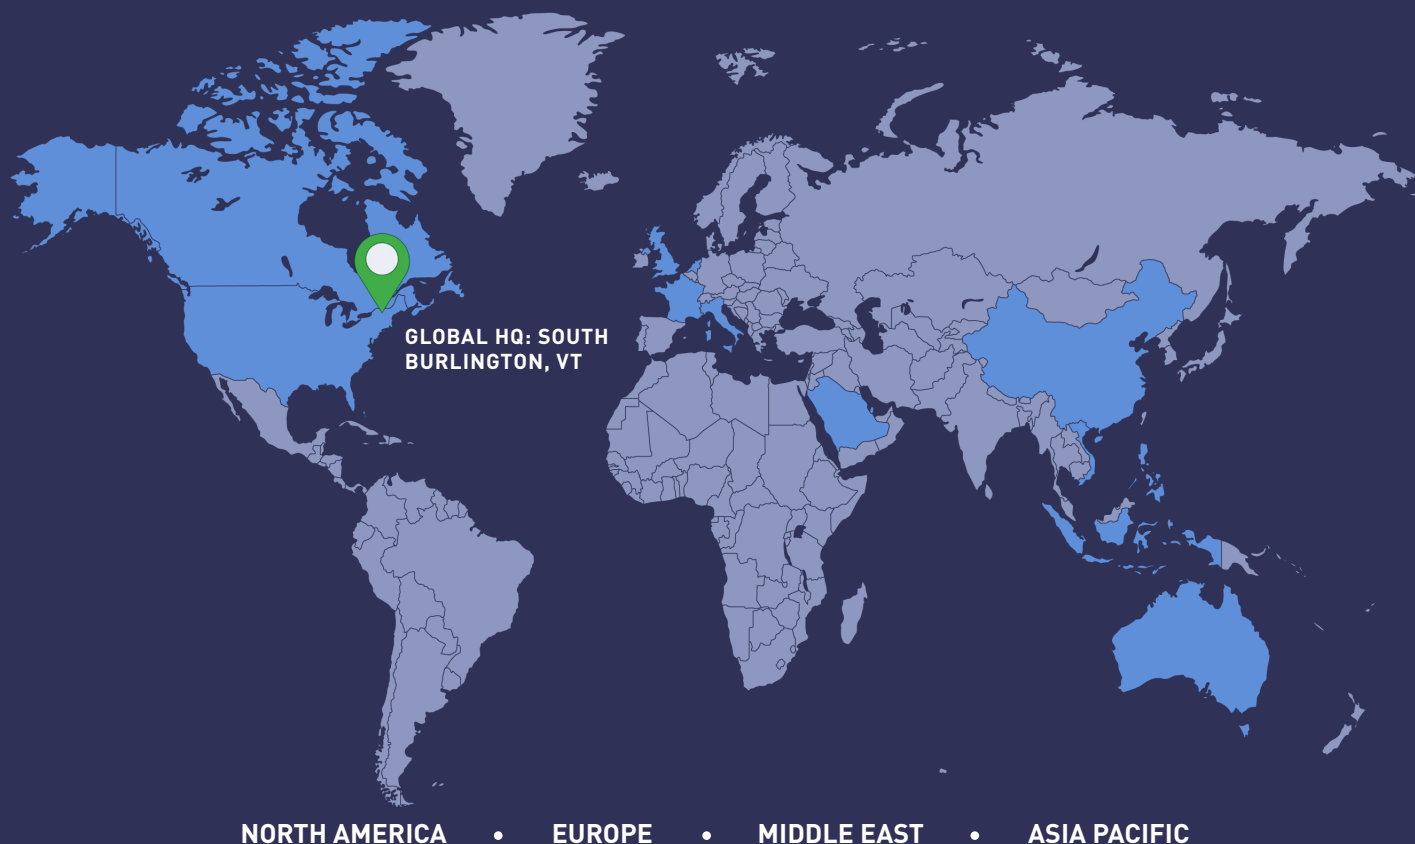 GLOBAL HQ: SOUTH
BURLINGTON, VT
NORTH AMERICA • EUROPE • MIDDLE EAST • ASIA PACIFIC